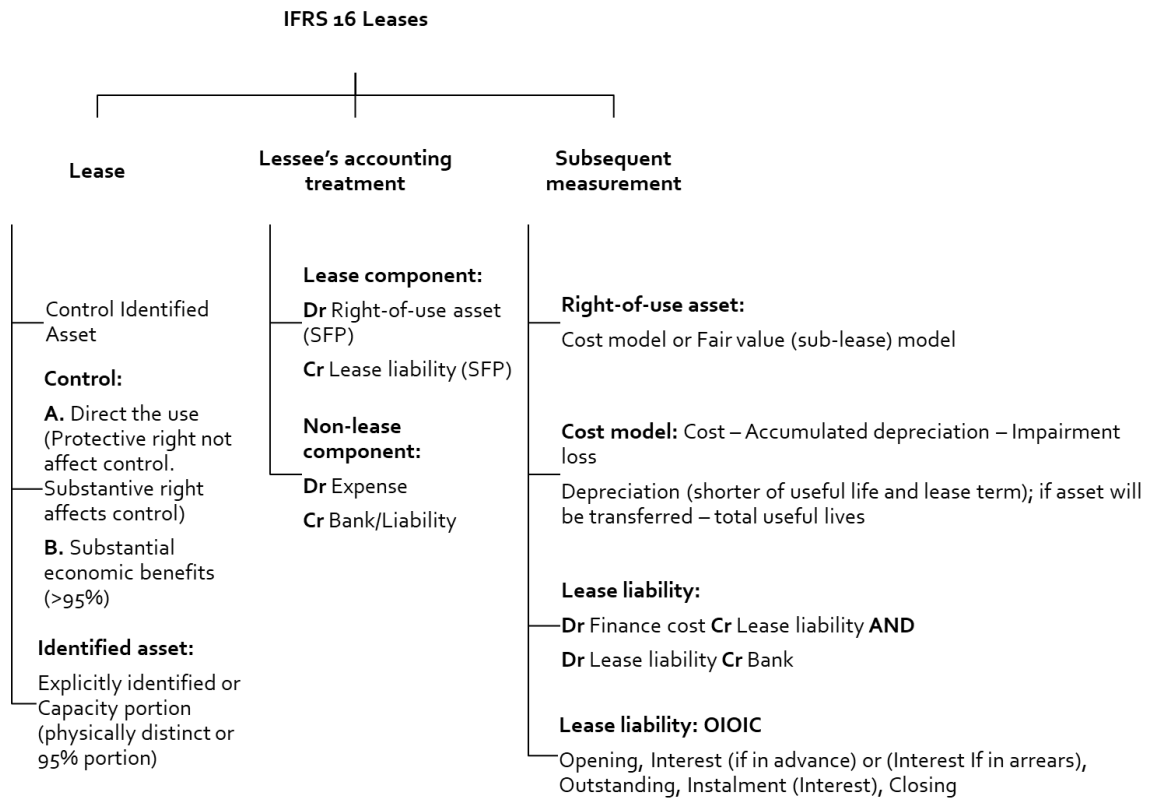 IFRS 16 Leases
Lease
Control Identified
Asset
Control:
A. Direct the use
(Protective right not
affect control.
Substantive right
affects control)
B. Substantial
economic benefits
(>95%)
Identified asset:
Explicitly identified or
Capacity portion
(physically distinct or
95% portion)
Lessee's accounting
treatment
Lease component:
Dr Right-of-use asset
(SFP)
Cr Lease liability (SFP)
Non-lease
component:
Dr Expense
Cr Bank/Liability
Subsequent
measurement
Right-of-use asset:
Cost model or Fair value (sub-lease) model
Cost model: Cost – Accumulated depreciation – Impairment
loss
Depreciation (shorter of useful life and lease term); if asset will
be transferred – total useful lives
Lease liability:
Dr Finance cost Cr Lease liability AND
Dr Lease liability Cr Bank
Lease liability: OIOIC
Opening, Interest (if in advance) or (Interest If in arrears),
Outstanding, Instalment (Interest), Closing